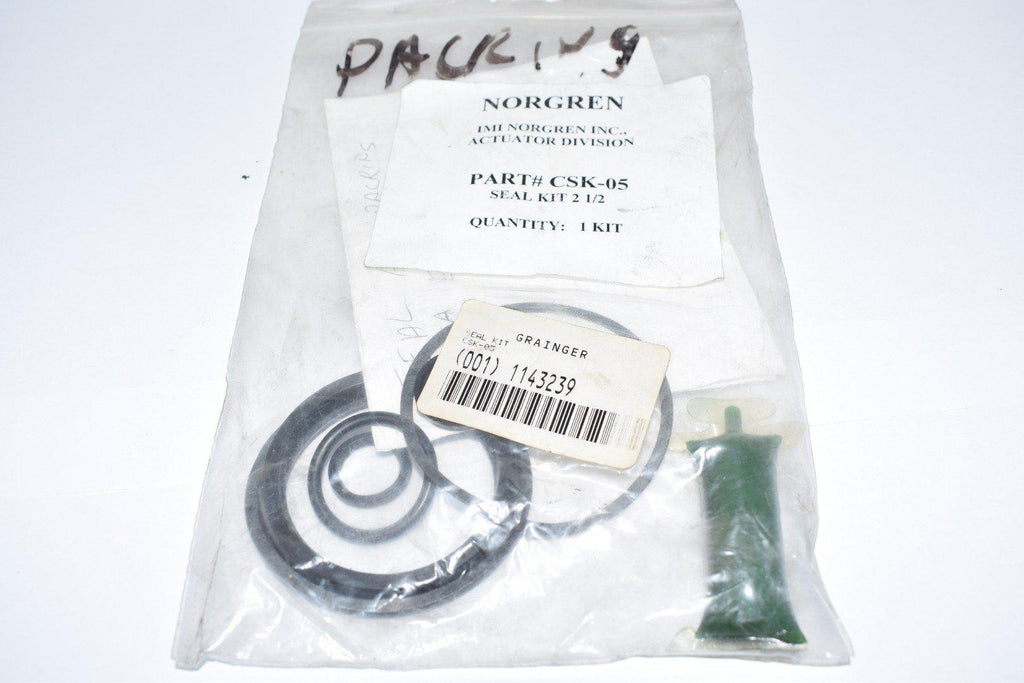 PACKING
NORGREN
IMI NORGREN INC.,
ACTUATOR DIVISION
PART# CSK-05
SEAL KIT 2 1/2
QUANTITY: 1 KIT
SEAL
SEAL KIT GRAINGER
CSK-05
(001) 1143239